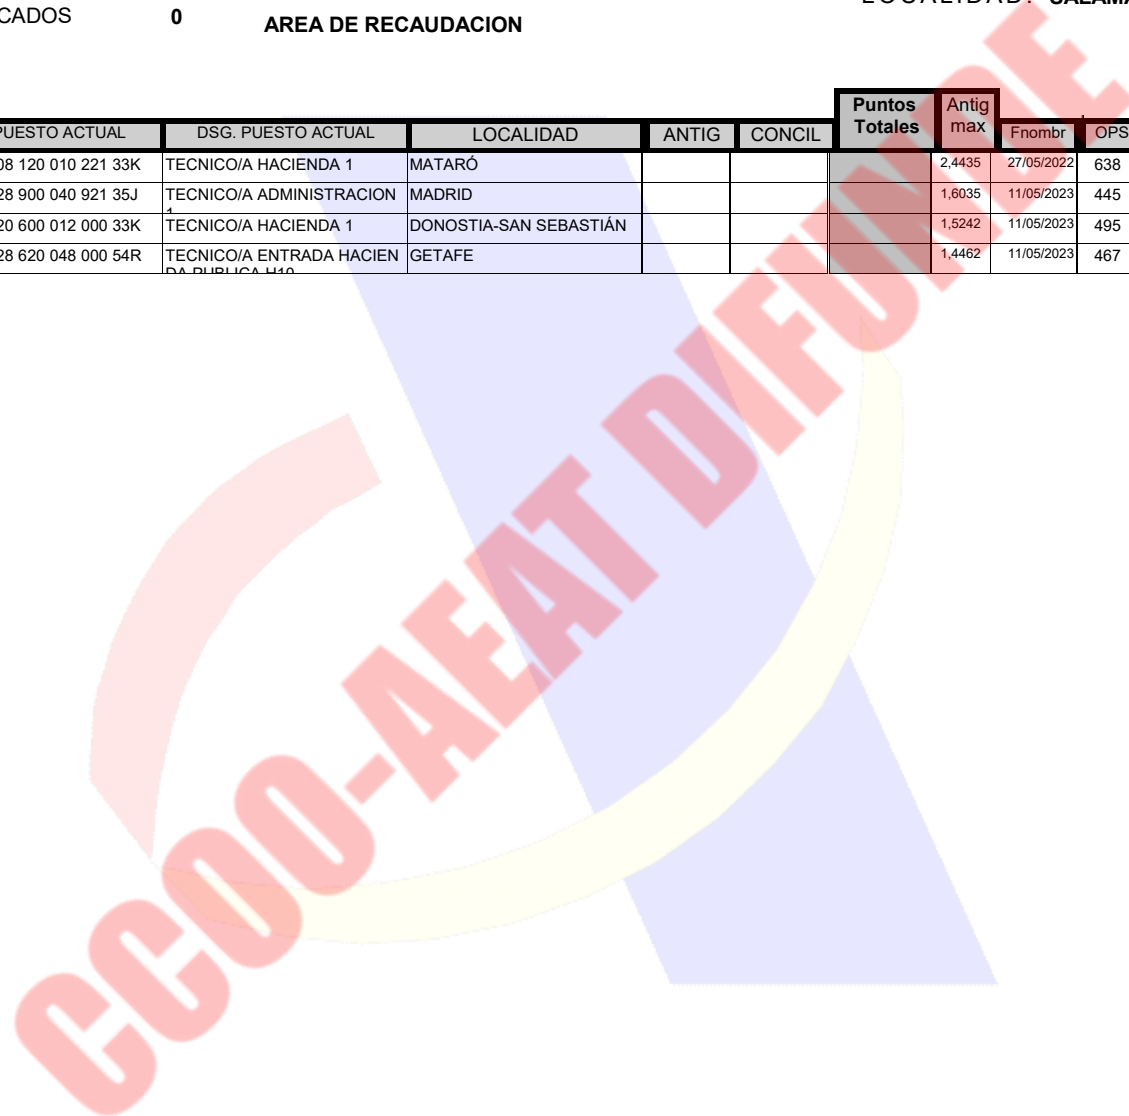 CADOS 0 AREA DE RECAUDACION LOCALIDAD:
Puntos Totales Antig max
PUESTO ACTUAL DSG. PUESTO ACTUAL LOCALIDAD ANTIG CONCIL Fnombr OPS
08 120 010 221 33K TECNICO/A HACIENDA 1 MATARÓ 2,4435 27/05/2022 638
28 900 040 921 35J TECNICO/A ADMINISTRACION MADRID 1,6035 11/05/2023 445
20 600 012 000 33K TECNICO/A HACIENDA 1 DONOSTIA-SAN SEBASTIÁN 1,5242 11/05/2023 495
28 620 048 000 54R TECNICO/A ENTRADA HACIEN GETAFE 1,4462 11/05/2023 467
DA PUBLICA H10
CCOO-AEAT DIFUNDE